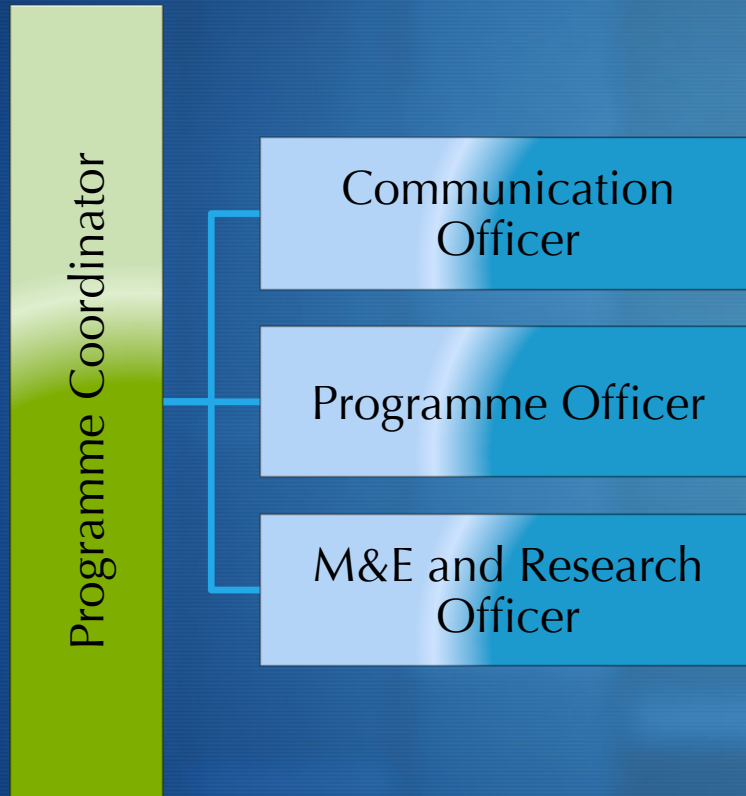 Programme Coordinator
Communication
Officer
Programme Officer
M&E and Research
Officer